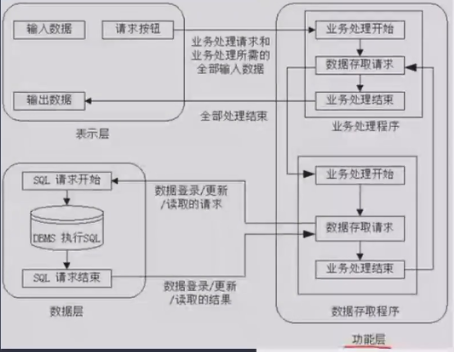 输入数据
请求按钮
业务处理请求和
业务处理所需的
全部输入数据
业务处理开始
数据存取请求
输出数据
业务处理结束
全部处理结束
表示层
业务处理程序
SQL 请求开始
数据登录/更新
/读取的请求
业务处理开始
DBMS 执行SQL
数据存取请求
SQL 请求结束
数据登录/更新
/读取的结果
业务处理结束
数据层
数据存取程序
功能层